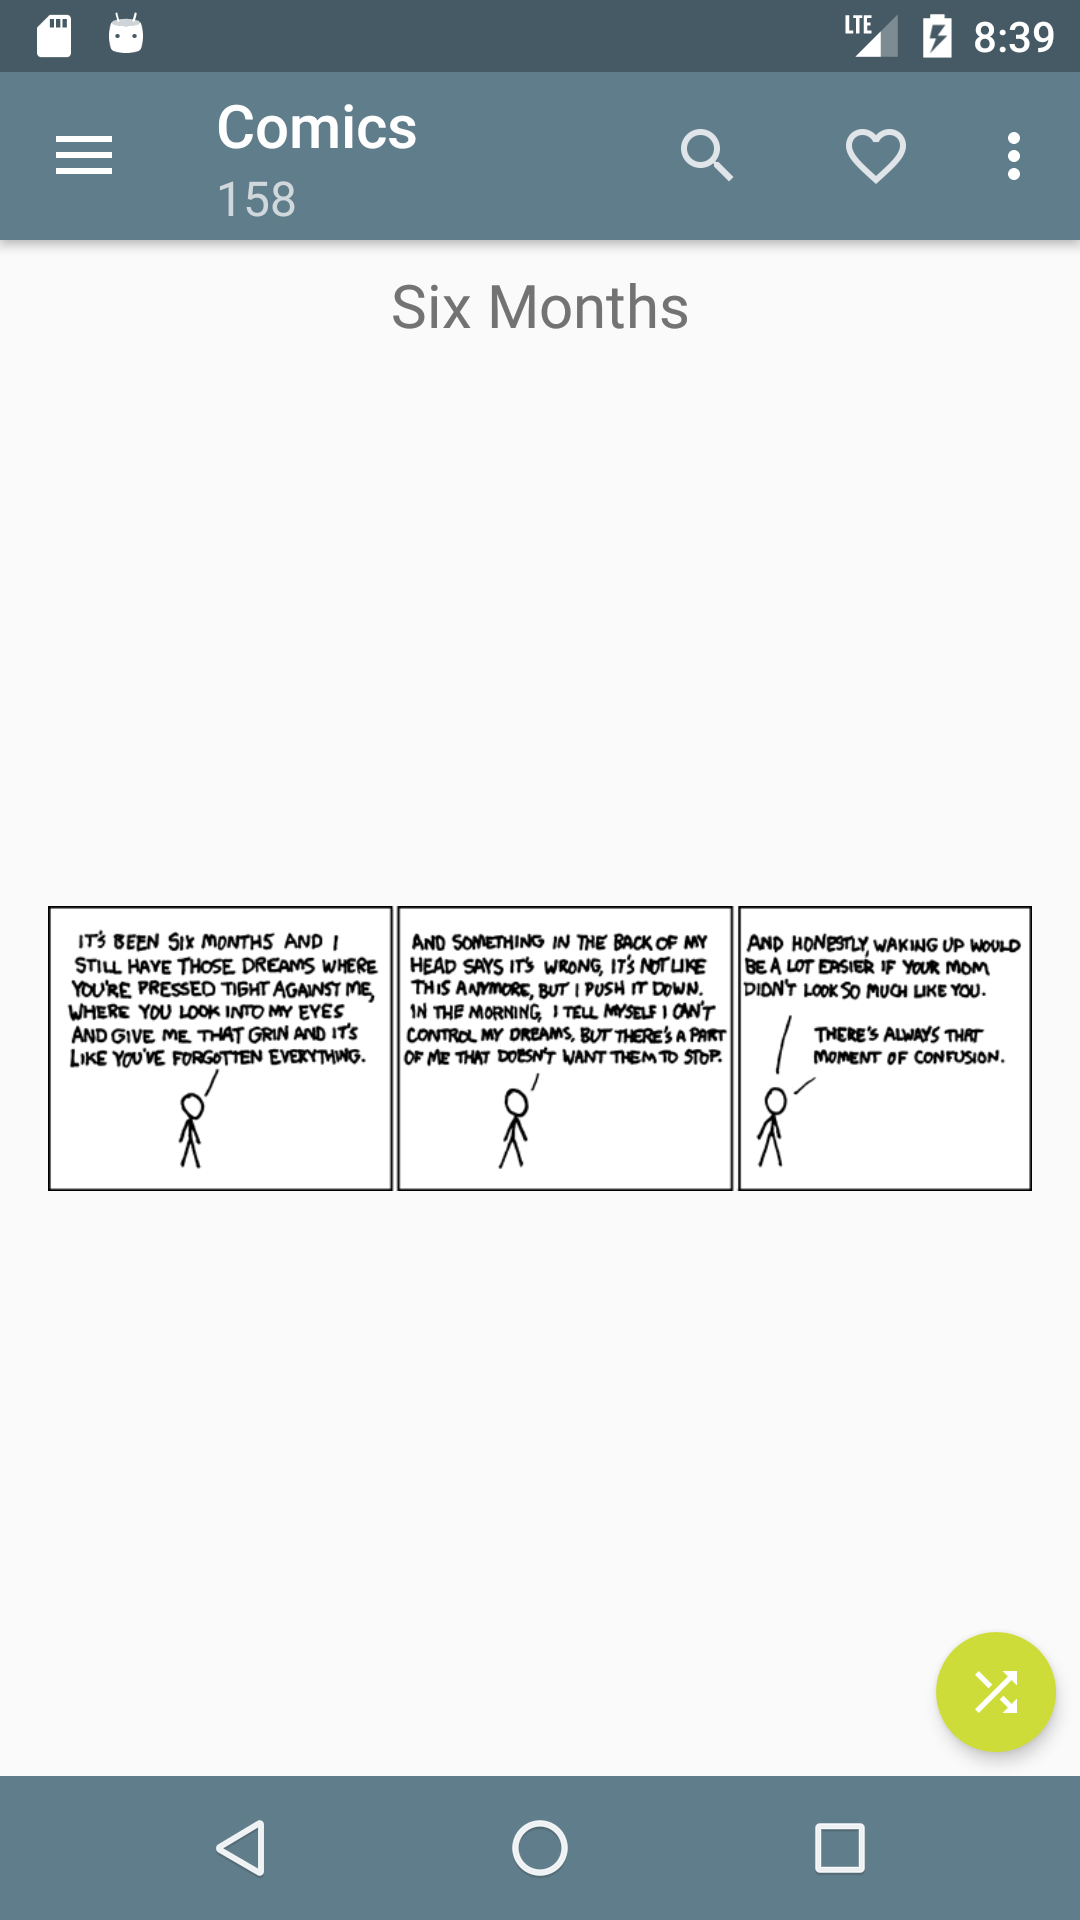 LTE 8:39
Comics
158
Six Months
IT'S BEEN SIX MONTHS AND I
STILL HAVE THOSE DREAMS WHERE
YOU'RE PRESSED TIGHT AGAINST ME,
WHERE YOU LOOK INTO MY EYES
AND GIVE ME THAT GRIN AND IT'S
LIKE YOU'VE FORGOTTEN EVERYTHING.
AND SOMETHING IN THE BACK OF MY
HEAD SAYS IT'S WRONG, IT'S NOT LIKE
THIS ANYMORE, BUT I PUSH IT DOWN.
IN THE MORNING, I TELL MYSELF I CAN'T
CONTROL MY DREAMS, BUT THERE'S A PART
OF ME THAT DOESN'T WANT THEM TO STOP.
AND HONESTLY, WAKING UP WOULD
BE A LOT EASIER IF YOUR MOM
DIDN'T LOOK SO MUCH LIKE YOU.
THERE'S ALWAYS THAT
MOMENT OF CONFUSION.